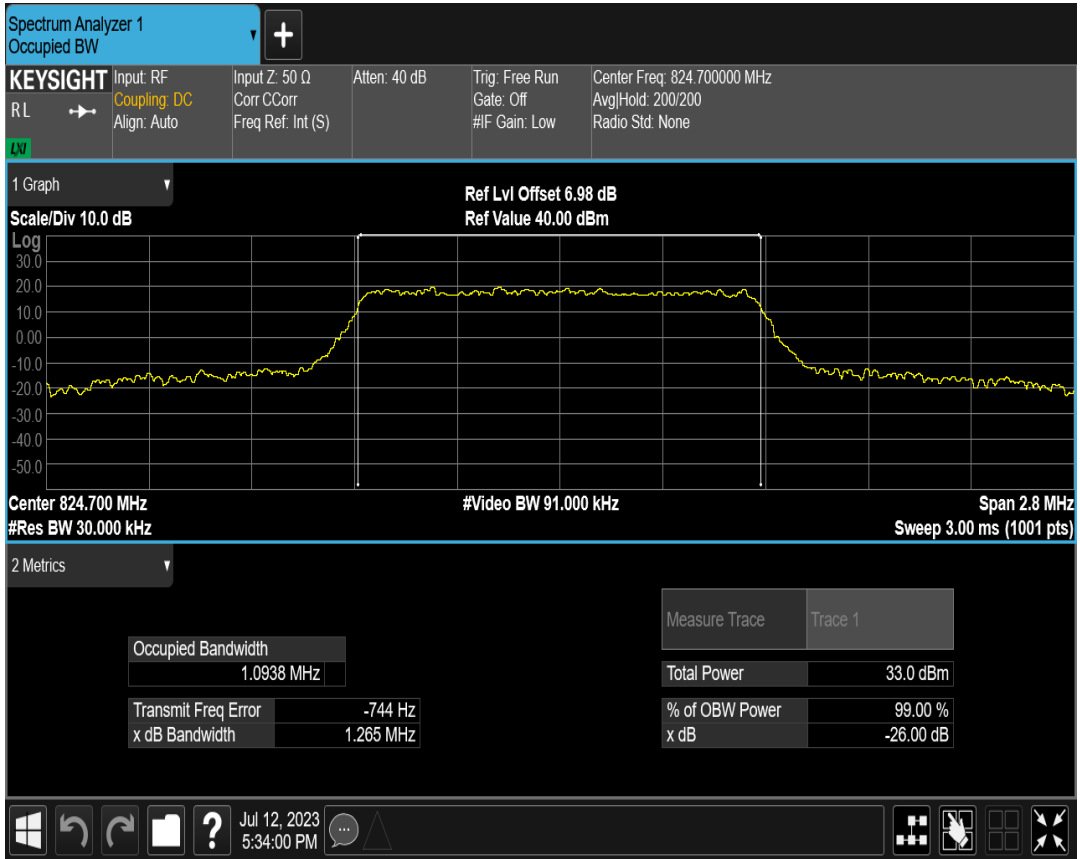 Spectrum Analyzer 1
Occupied BW
+
KEYSIGHT
R L
LXI
Input: RF
Coupling: DC
Align: Auto
Input Z: 50 Ω
Corr CCorr
Freq Ref: Int (S)
Atten: 40 dB
Trig: Free Run
Gate: Off
#IF Gain: Low
Center Freq: 824.700000 MHz
Avg|Hold: 200/200
Radio Std: None
1 Graph
Scale/Div 10.0 dB
Ref Lvl Offset 6.98 dB
Ref Value 40.00 dBm
Log
30.0
20.0
10.0
0.00
-10.0
-20.0
-30.0
-40.0
-50.0
Center 824.700 MHz
#Video BW 91.000 kHz
Span 2.8 MHz
#Res BW 30.000 kHz
Sweep 3.00 ms (1001 pts)
2 Metrics
Measure Trace Trace 1
Occupied Bandwidth
1.0938 MHz
Total Power 33.0 dBm
Transmit Freq Error -744 Hz
% of OBW Power 99.00 %
x dB Bandwidth 1.265 MHz
x dB -26.00 dB
?
Jul 12, 2023
5:34:00 PM